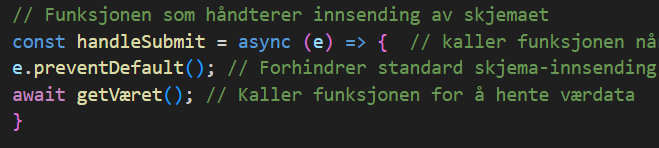 // Funksjonen som håndterer innsending av skjemaet
const handleSubmit = async (e) => { // kaller funksjonen nå
e.preventDefault(); // Forhindrer standard skjema-innsending
await getVæret(); // Kaller funksjonen for å hente værdata
}